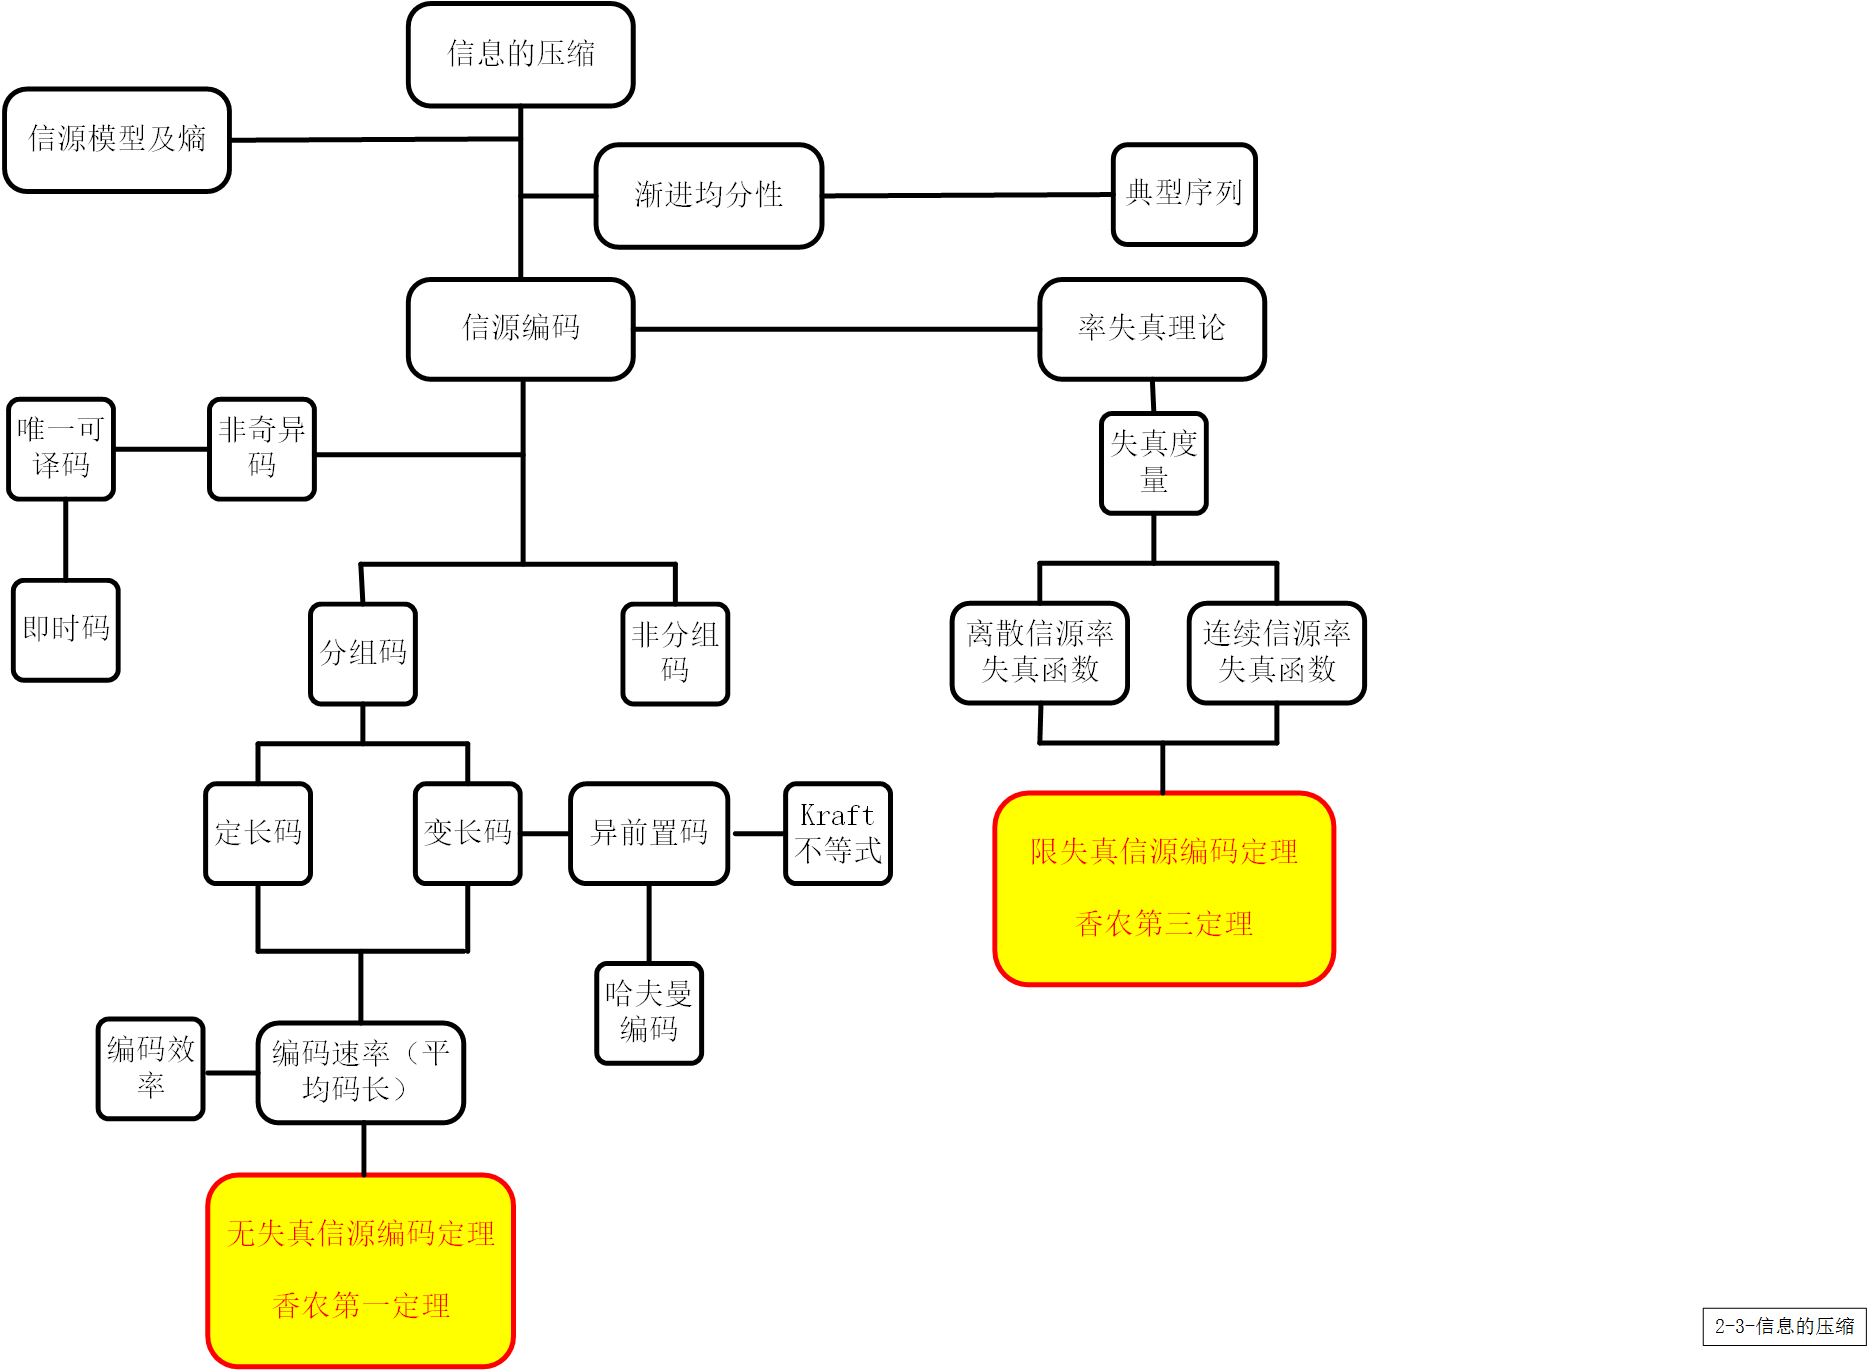 信息的压缩
信源模型及熵
渐进均分性
典型序列
信源编码
率失真理论
唯一可
译码
非奇异
码
失真度
量
即时码
分组码
非分组
码
离散信源率
失真函数
连续信源率
失真函数
定长码
变长码
异前置码
Kraft
不等式
限失真信源编码定理
香农第三定理
哈夫曼
编码
编码效
率
编码速率（平
均码长）
无失真信源编码定理
香农第一定理
2-3-信息的压缩